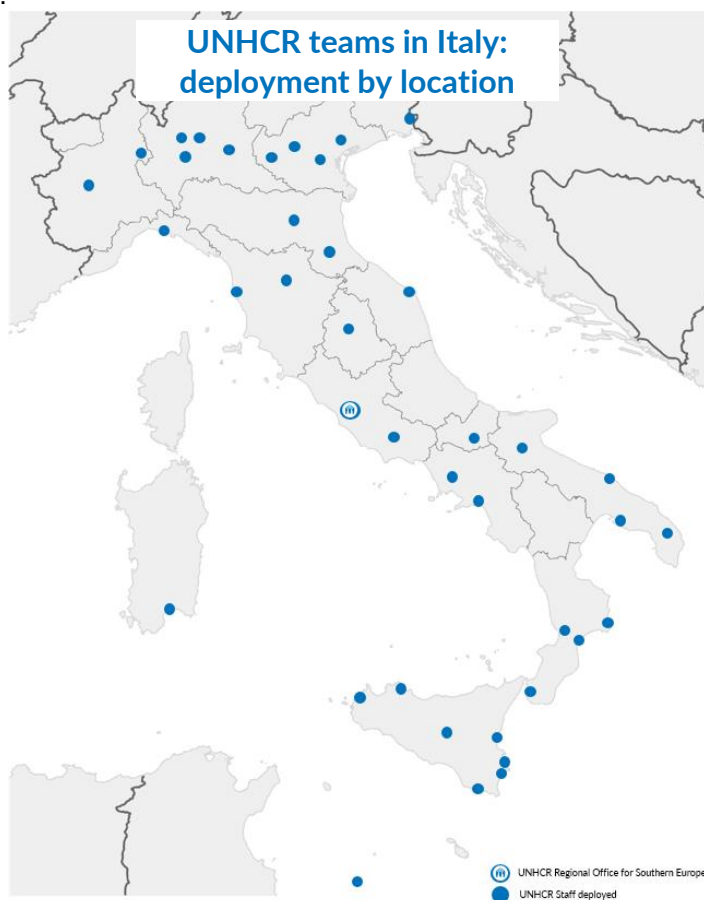 UNHCR teams in Italy:
deployment by location
UNHCR Regional Office for Southern Europe
UNHCR Staff deployed